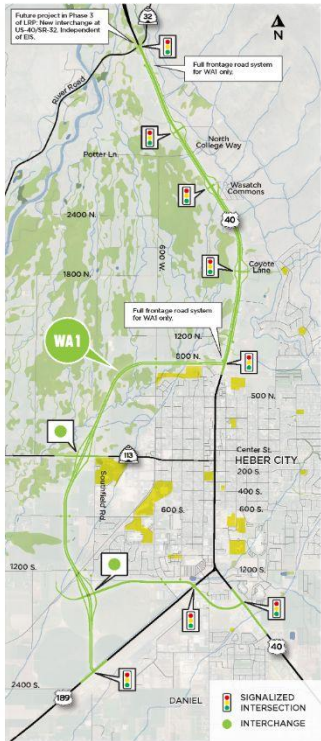 Future project in Phase 3
of LRP: New interchange at
US-40/SR-32. Independent
of EIS.
32
Full frontage road system
for WA1 only.
River Road
North
College Way
Potter Ln.
Wasatch
Commons
2400 N.
40
600 W.
Coyote
Lane
1800 N.
Full frontage road system
for WA1 only.
1200 N.
WA1
800 N.
500 N.
Center St.
HEBER CITY
113
200 S.
Southfield Rd.
400 S.
600 S.
600 S.
1200 S.
1200 S.
40
2400 S.
189
DANIEL
SIGNALIZED
INTERSECTION
INTERCHANGE
N